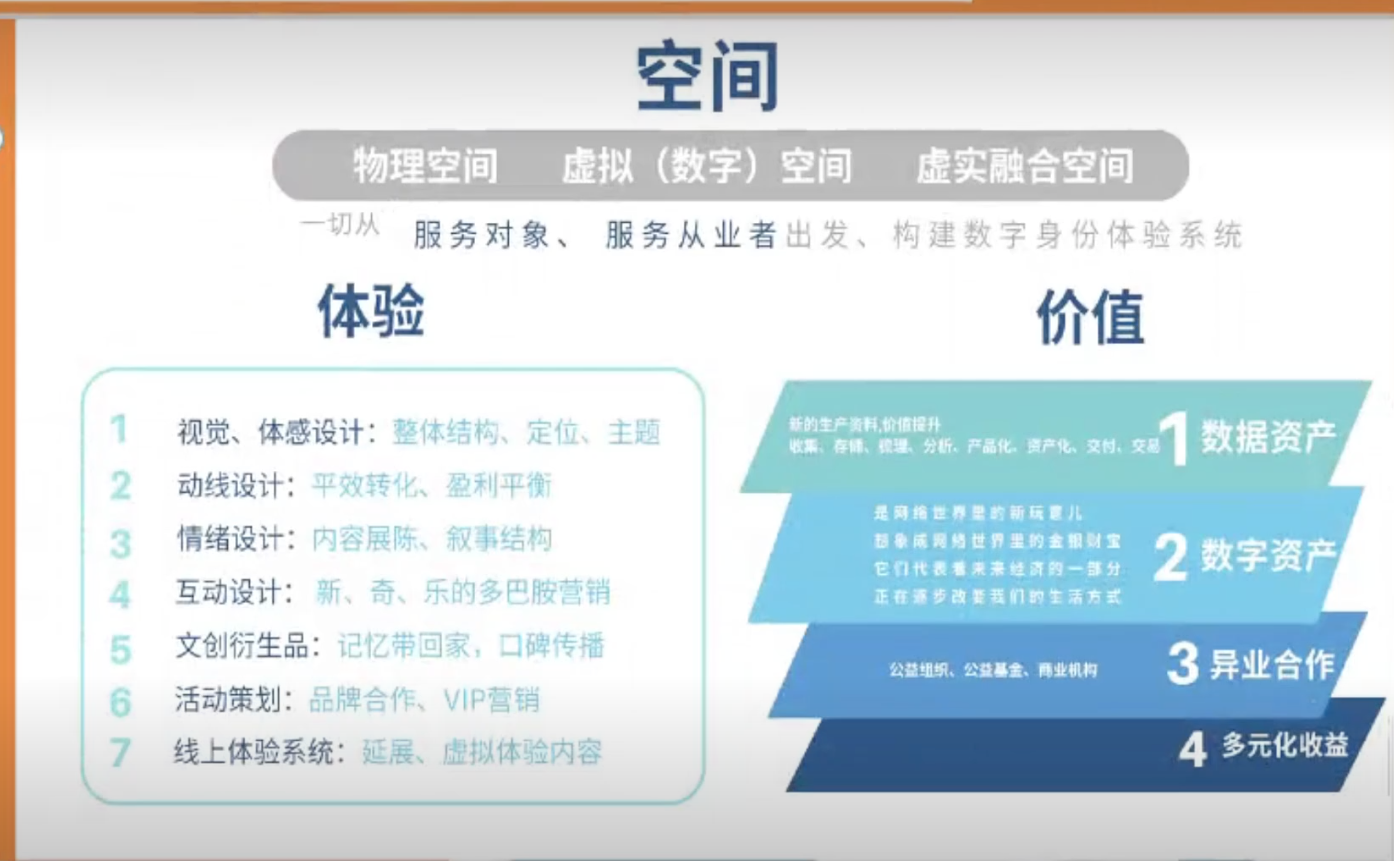 空间
物理空间 虚拟（数字）空间 虚实融合空间
一切从 服务对象、 服务从业者出发、构建数字身份体验系统
体验
1 视觉、体感设计：整体结构、定位、主题
2 动线设计：平效转化、盈利平衡
3 情绪设计：内容展陈、叙事结构
4 互动设计：新、奇、乐的多巴胺营销
5 文创衍生品：记忆带回家，口碑传播
6 活动策划：品牌合作、VIP营销
7 线上体验系统：延展、虚拟体验内容
价值
新的生产资料,价值提升
收集、存储、梳理、分析、产品化、资产化、交付、交易
1 数据资产
是网络世界里的新玩意儿
想象成网络世界里的金银财宝
它们代表着未来经济的一部分
正在逐步改变我们的生活方式
2 数字资产
公益组织、公益基金、商业机构
3 异业合作
4 多元化收益